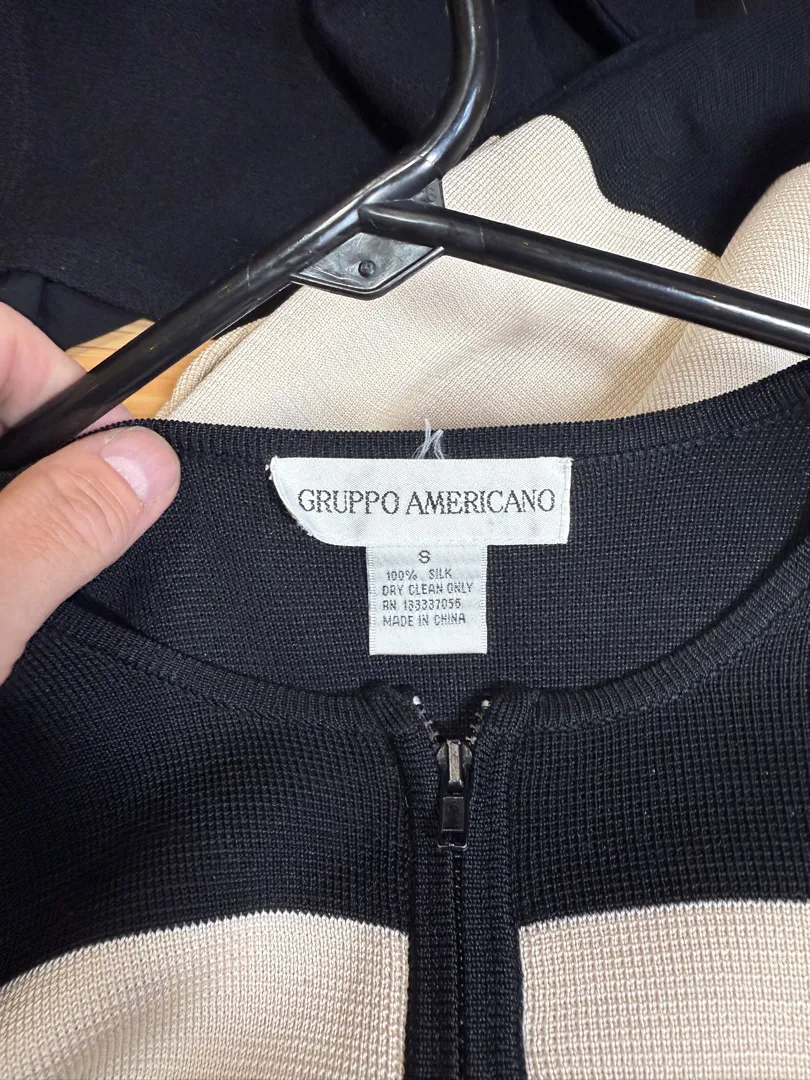 GRUPPO AMERICANO
S
100% SILK
DRY CLEAN ONLY
RN 133337056
MADE IN CHINA